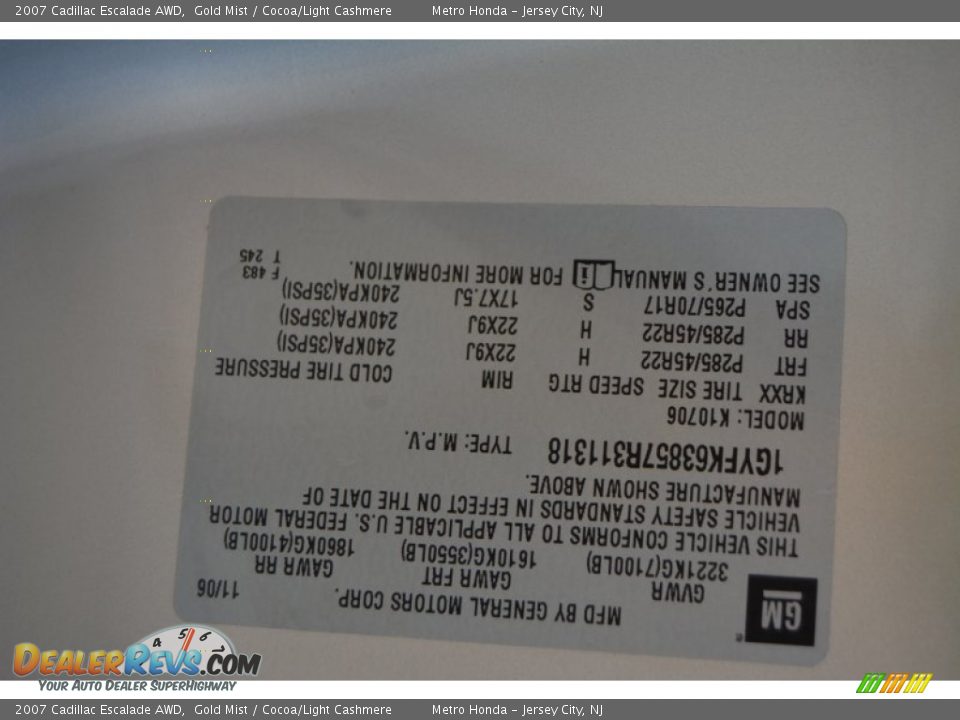 2007 Cadillac Escalade AWD,  Gold Mist / Cocoa/Light Cashmere  Metro Honda – Jersey City, NJ
GM
MFD BY GENERAL MOTORS CORP.  11/06
GVWR  GAWR FRT  GAWR RR
3221KG(7100LB)  1610KG(3550LB)  1860KG(4100LB)
THIS VEHICLE CONFORMS TO ALL APPLICABLE U.S. FEDERAL MOTOR
VEHICLE SAFETY STANDARDS IN EFFECT ON THE DATE OF
MANUFACTURE SHOWN ABOVE.
1GYFK63857R311318  TYPE: M.P.V.
MODEL: K10706
KRXX  TIRE SIZE  SPEED RTG  RIM  COLD TIRE PRESSURE
FRT  P285/45R22  H  22X9J  240KPA(35PSI)
RR  P285/45R22  H  22X9J  240KPA(35PSI)
SPA  P265/70R17  S  17X7.5J  240KPA(35PSI)
SEE OWNER'S MANUAL i FOR MORE INFORMATION.
F 483
T 245
4 5 6
DEALERREVS.COM
YOUR AUTO DEALER SUPERHIGHWAY
2007 Cadillac Escalade AWD,  Gold Mist / Cocoa/Light Cashmere  Metro Honda – Jersey City, NJ